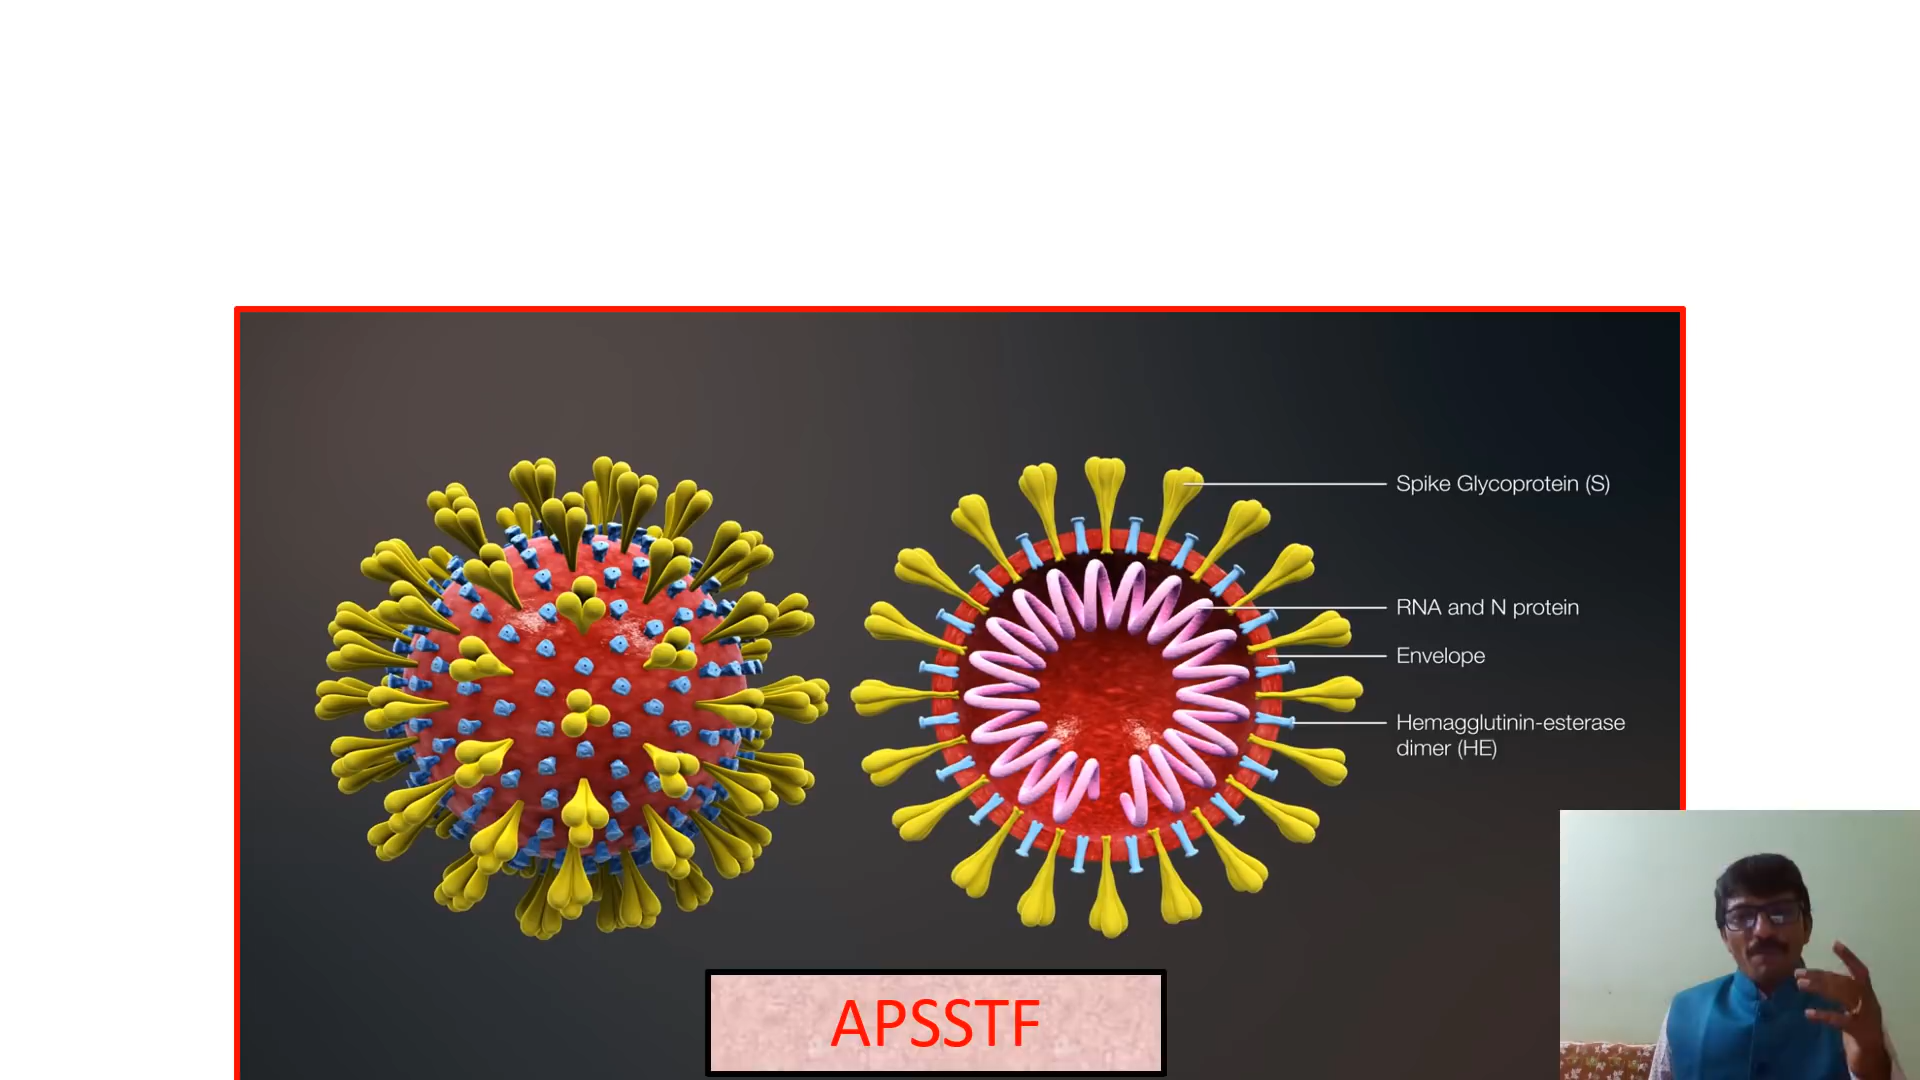 Spike Glycoprotein (S)
RNA and N protein
Envelope
Hemagglutinin-esterase
dimer (HE)
APSSTF